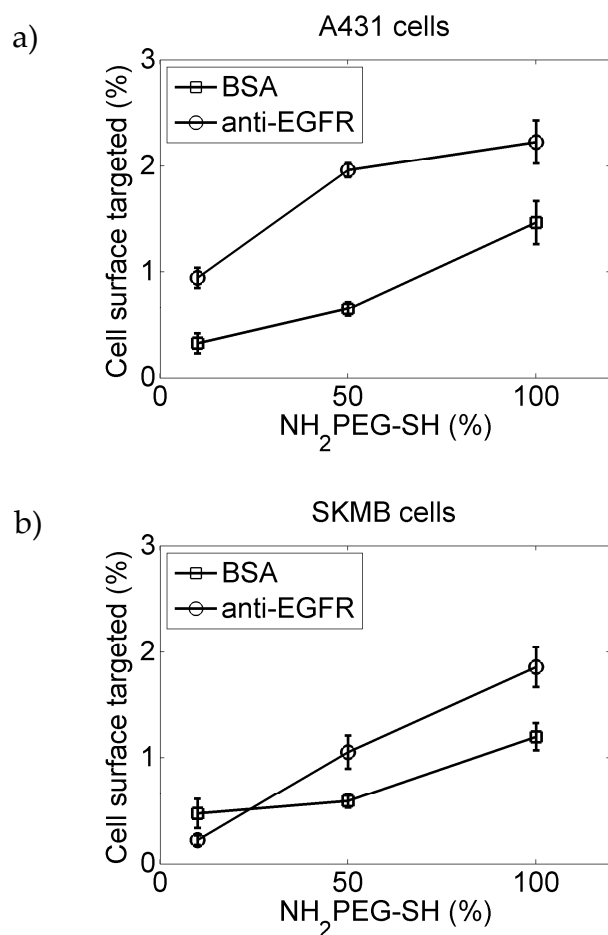 a)
A431 cells
BSA
anti-EGFR
Cell surface targeted (%)
3
2
1
0
0 50 100
NH₂PEG-SH (%)
b)
SKMB cells
BSA
anti-EGFR
Cell surface targeted (%)
3
2
1
0
0 50 100
NH₂PEG-SH (%)